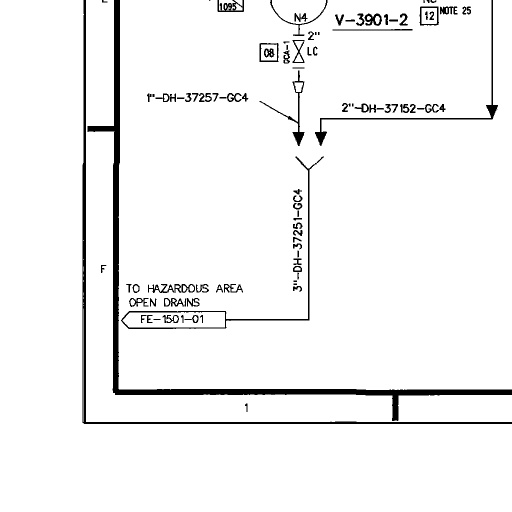 1095
N4
V-3901-2
12
NOTE 25
2"
08
LC
1"-DH-37257-GC4
2"-DH-37152-GC4
3"-DH-37251-GC4
F
TO HAZARDOUS AREA
OPEN DRAINS
FE-1501-01
1